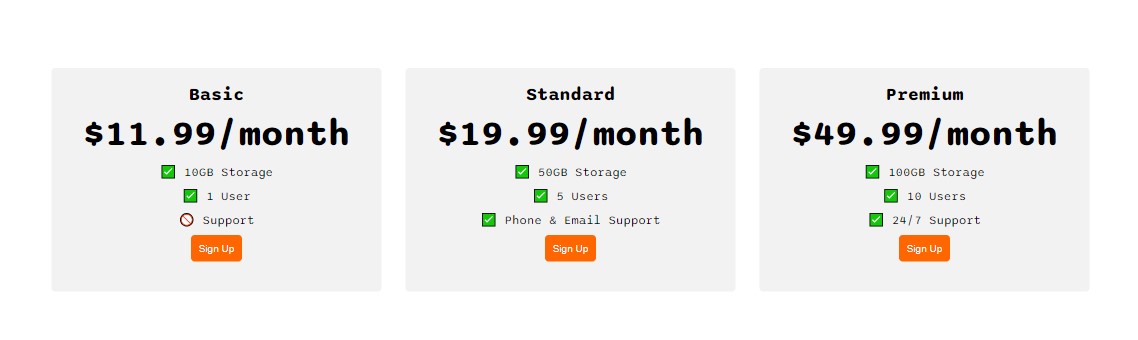 Basic
$11.99/month
✅ 10GB Storage
✅ 1 User
🚫 Support
Sign Up
Standard
$19.99/month
✅ 50GB Storage
✅ 5 Users
✅ Phone & Email Support
Sign Up
Premium
$49.99/month
✅ 100GB Storage
✅ 10 Users
✅ 24/7 Support
Sign Up